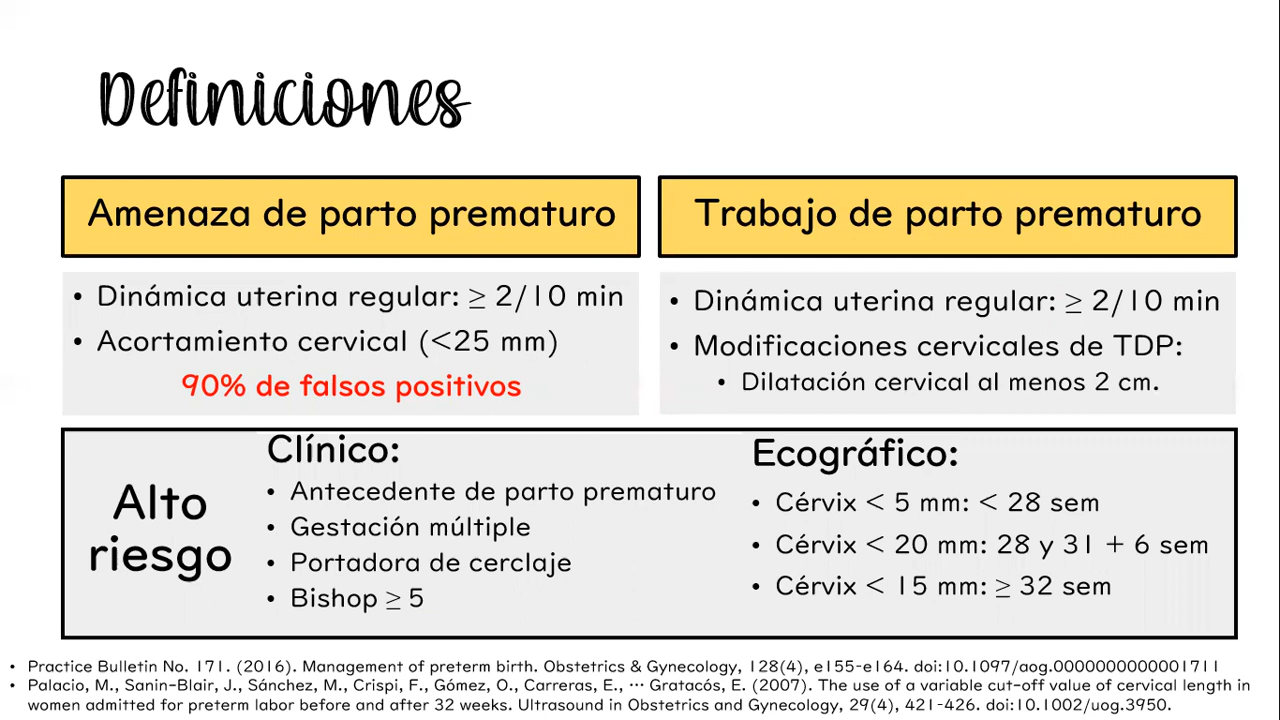 Definiciones
Amenaza de parto prematuro
• Dinámica uterina regular: ≥ 2/10 min
• Acortamiento cervical (<25 mm)
90% de falsos positivos
Trabajo de parto prematuro
• Dinámica uterina regular: ≥ 2/10 min
• Modificaciones cervicales de TDP:
• Dilatación cervical al menos 2 cm.
Alto
riesgo
Clínico:
• Antecedente de parto prematuro
• Gestación múltiple
• Portadora de cerclaje
• Bishop ≥ 5
Ecográfico:
• Cérvix < 5 mm: < 28 sem
• Cérvix < 20 mm: 28 y 31 + 6 sem
• Cérvix < 15 mm: ≥ 32 sem
• Practice Bulletin No. 171. (2016). Management of preterm birth. Obstetrics & Gynecology, 128(4), e155-e164. doi:10.1097/aog.0000000000001711
• Palacio, M., Sanin-Blair, J., Sánchez, M., Crispi, F., Gómez, O., Carreras, E., … Gratacós, E. (2007). The use of a variable cut-off value of cervical length in
women admitted for preterm labor before and after 32 weeks. Ultrasound in Obstetrics and Gynecology, 29(4), 421-426. doi:10.1002/uog.3950.